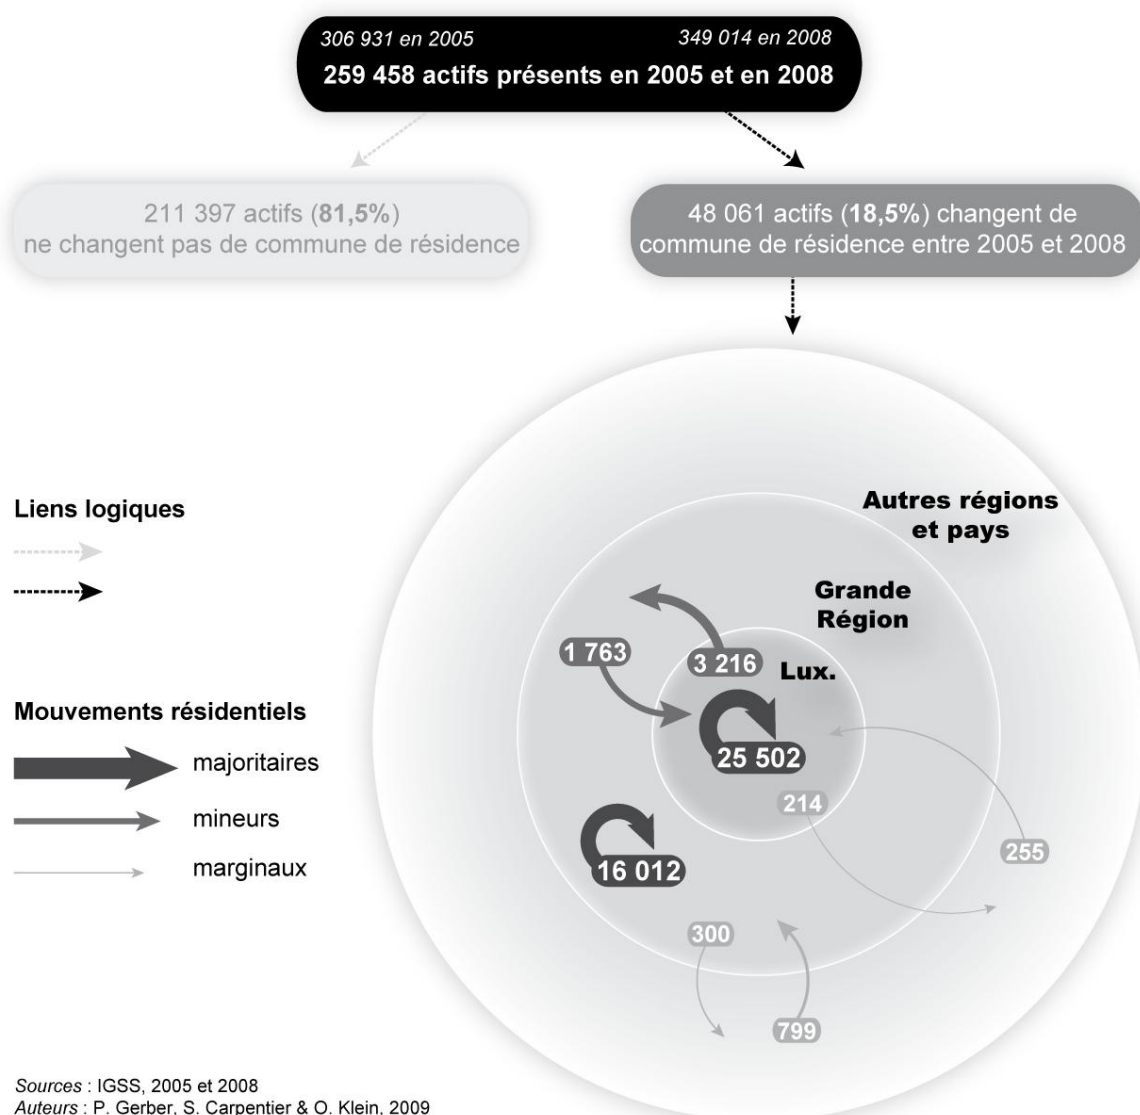 306 931 en 2005
349 014 en 2008
259 458 actifs présents en 2005 et en 2008
211 397 actifs (81,5%)
ne changent pas de commune de résidence
48 061 actifs (18,5%) changent de
commune de résidence entre 2005 et 2008
Liens logiques
Mouvements résidentiels
majoritaires
mineurs
marginaux
Autres régions
et pays
Grande
Région
Lux.
1 763
3 216
25 502
214
255
16 012
300
799
Sources : IGSS, 2005 et 2008
Auteurs : P. Gerber, S. Carpentier & O. Klein, 2009